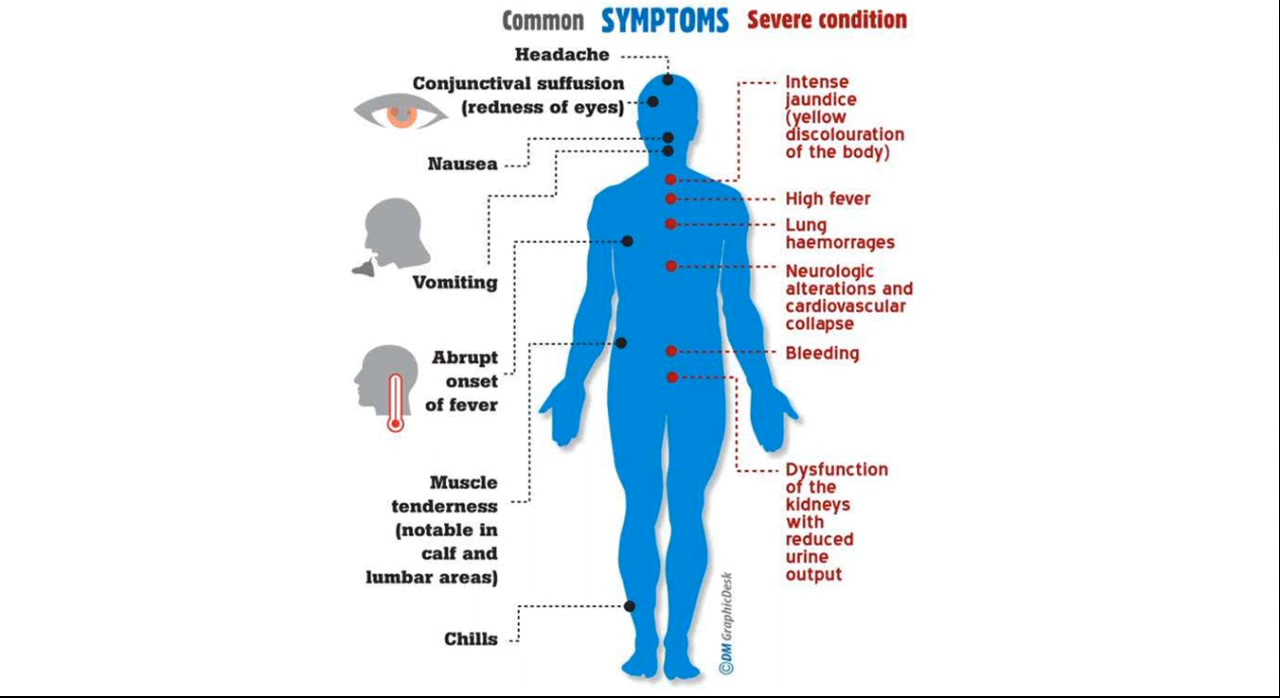 Common SYMPTOMS Severe condition
Headache
Conjunctival suffusion
(redness of eyes)
Nausea
Vomiting
Abrupt
onset
of fever
Muscle
tenderness
(notable in
calf and
lumbar areas)
Chills
Intense
jaundice
(yellow
discolouration
of the body)
High fever
Lung
haemorrages
Neurologic
alterations and
cardiovascular
collapse
Bleeding
Dysfunction
of the
kidneys
with
reduced
urine
output
©DM GraphicDesk